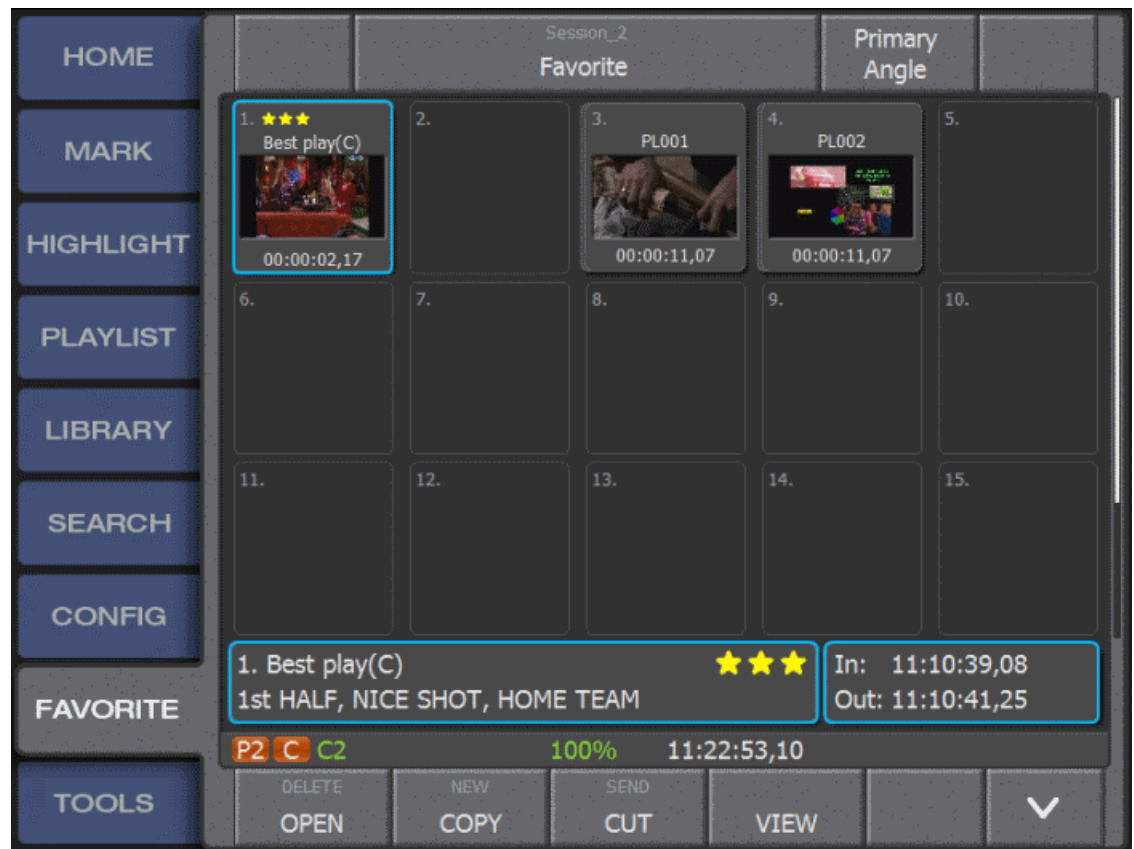 HOME
MARK
HIGHLIGHT
PLAYLIST
LIBRARY
SEARCH
CONFIG
FAVORITE
TOOLS
Session_2
Favorite
Primary
Angle
1.
Best play(C)
00:00:02,17
2.
3.
PL001
00:00:11,07
4.
PL002
00:00:11,07
5.
6.
7.
8.
9.
10.
11.
12.
13.
14.
15.
1. Best play(C)
1st HALF, NICE SHOT, HOME TEAM
In: 11:10:39,08
Out: 11:10:41,25
P2 C C2 100% 11:22:53,10
DELETE
OPEN
NEW
COPY
SEND
CUT
VIEW